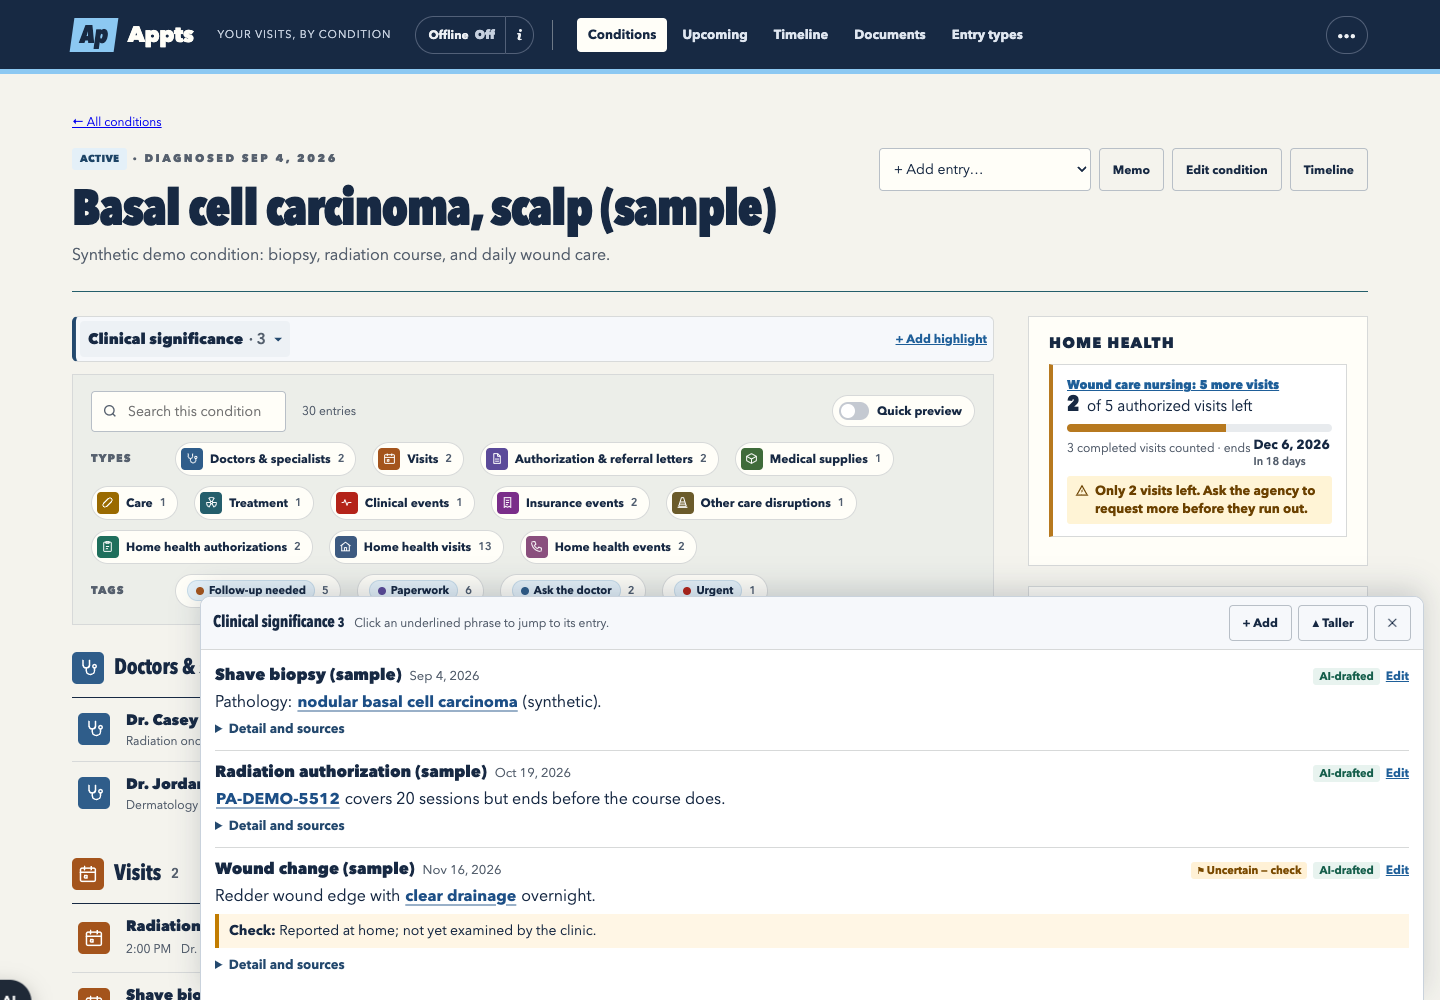 Ap Appts YOUR VISITS, BY CONDITION Offline Off i Conditions Upcoming Timeline Documents Entry types •••
← All conditions
ACTIVE • DIAGNOSED SEP 4, 2026
+ Add entry... Memo Edit condition Timeline
Basal cell carcinoma, scalp (sample)
Synthetic demo condition: biopsy, radiation course, and daily wound care.
Clinical significance · 3
+ Add highlight
Search this condition 30 entries Quick preview
TYPES Doctors & specialists 2 Visits 2 Authorization & referral letters 2 Medical supplies 1
Care 1 Treatment 1 Clinical events 1 Insurance events 2 Other care disruptions 1
Home health authorizations 2 Home health visits 13 Home health events 2
TAGS Follow-up needed 5 Paperwork 6 Ask the doctor 2 Urgent 1
HOME HEALTH
Wound care nursing: 5 more visits
2 of 5 authorized visits left
3 completed visits counted · ends Dec 6, 2026
In 18 days
Only 2 visits left. Ask the agency to
request more before they run out.
Doctors &
Dr. Casey
Radiation
Dr. Jordan
Dermatology
Visits 2
Radiation
2:00 PM Dr.
Shave
Clinical significance 3 Click an underlined phrase to jump to its entry. + Add ▴ Taller ×
Shave biopsy (sample) Sep 4, 2026 AI-drafted Edit
Pathology: nodular basal cell carcinoma (synthetic).
▶ Detail and sources
Radiation authorization (sample) Oct 19, 2026 AI-drafted Edit
PA-DEMO-5512 covers 20 sessions but ends before the course does.
▶ Detail and sources
Wound change (sample) Nov 16, 2026 ⚑ Uncertain – check AI-drafted Edit
Redder wound edge with clear drainage overnight.
Check: Reported at home; not yet examined by the clinic.
▶ Detail and sources